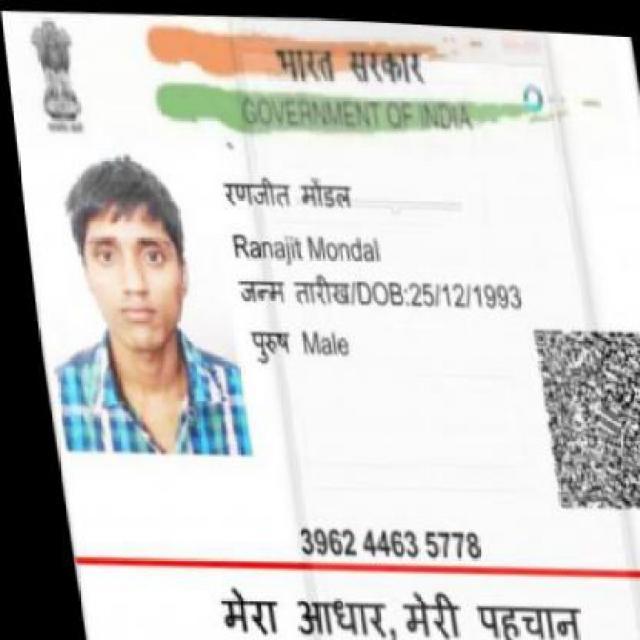 भारत सरकार
GOVERNMENT OF INDIA
रणजीत मोंडल
Ranajit Mondal
जन्म तारीख/DOB:25/12/1993
पुरुष Male
3962 4463 5778
मेरा आधार, मेरी पहचान